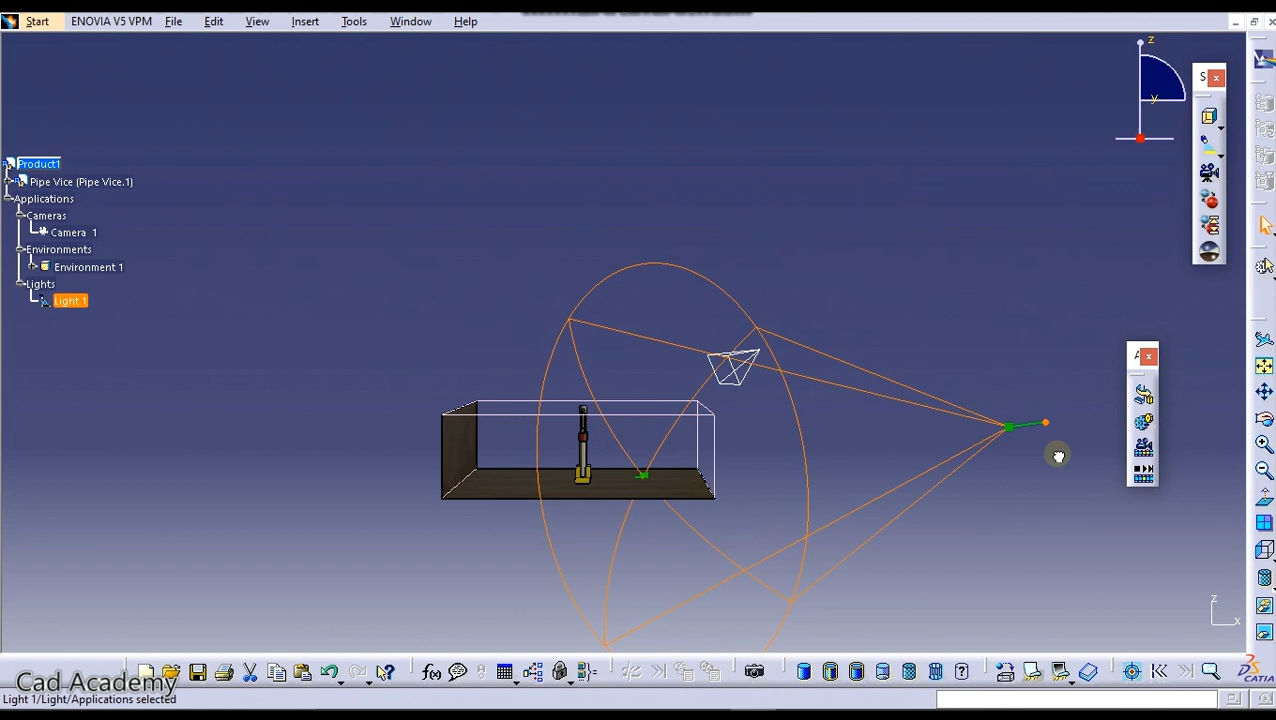 Start ENOVIA V5 VPM File Edit View Insert Tools Window Help
z
y
S
Product1
Pipe Vice (Pipe Vice.1)
Applications
Cameras
Camera 1
Environments
Environment 1
Lights
Light 1
A
z
x
Cad Academy
CATIA
Light 1/Light/Applications selected